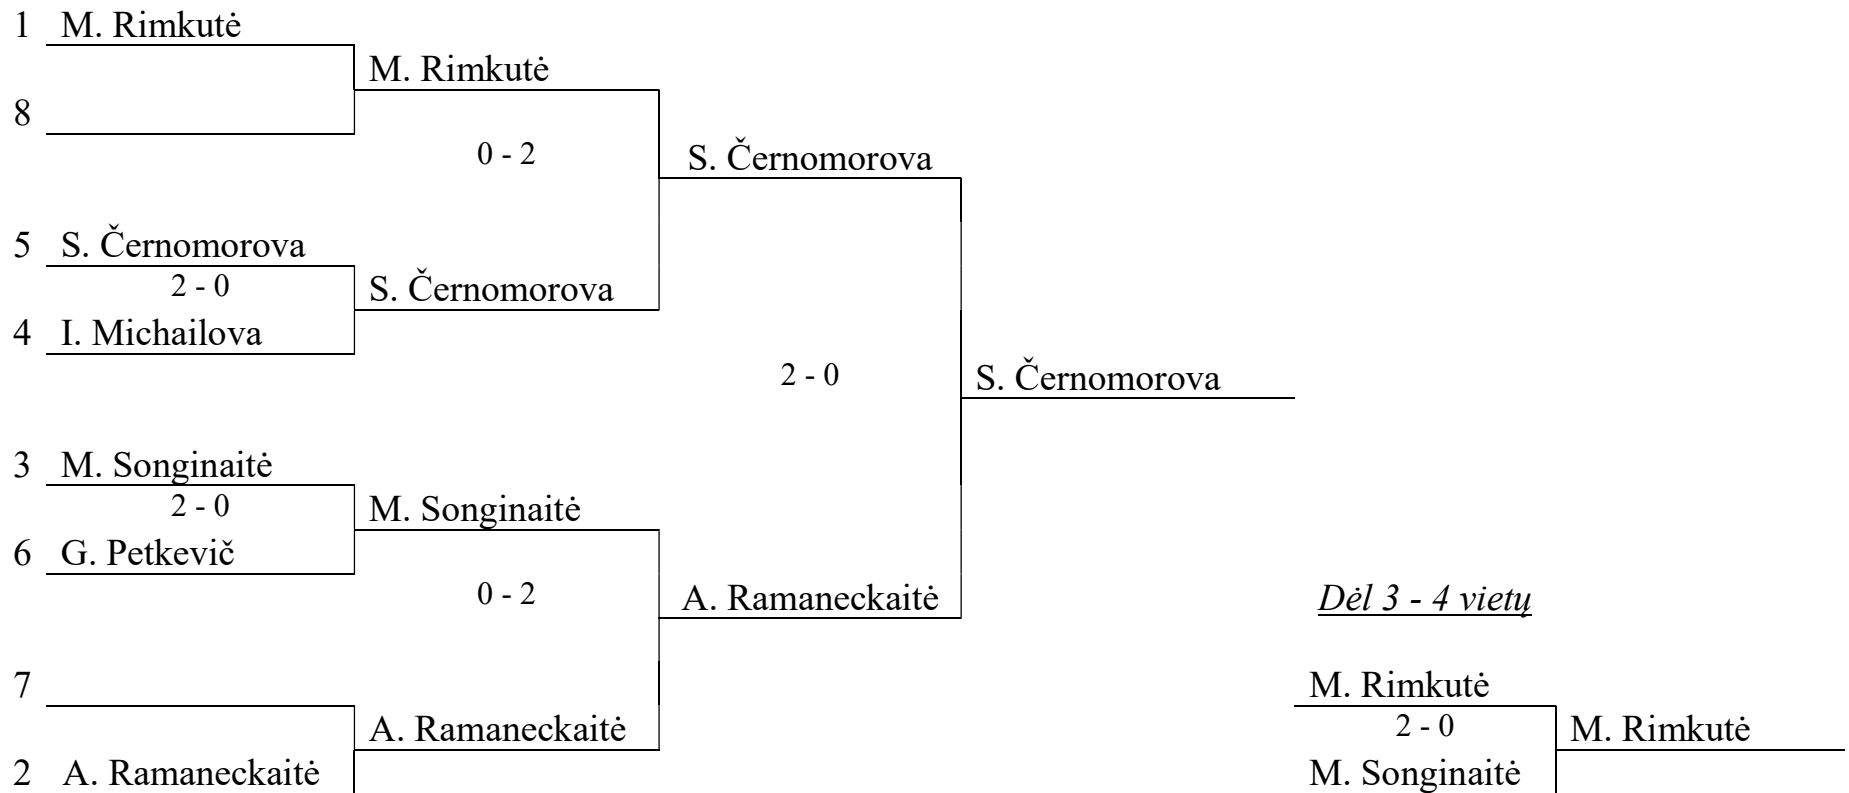 1 M. Rimkutė
M. Rimkutė
8
0 - 2
S. Černomorova
5 S. Černomorova
2 - 0
S. Černomorova
4 I. Michailova
2 - 0
S. Černomorova
3 M. Songinaitė
2 - 0
M. Songinaitė
6 G. Petkevič
0 - 2
A. Ramaneckaitė
Dėl 3 - 4 vietų
7
M. Rimkutė
A. Ramaneckaitė
2 - 0
M. Rimkutė
2 A. Ramaneckaitė
M. Songinaitė